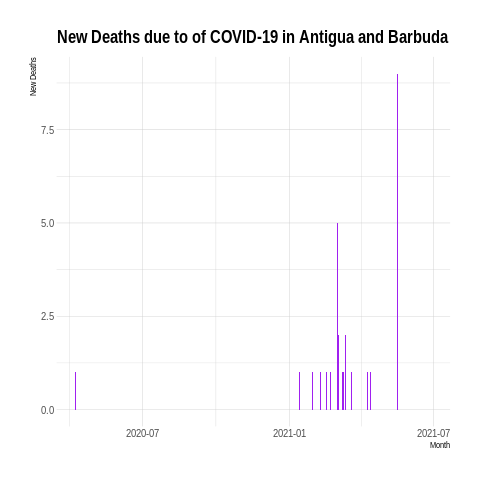 New Deaths due to of COVID-19 in Antigua and Barbuda
New Deaths
7.5
5.0
2.5
0.0
2020-07
2021-01
2021-07
Month